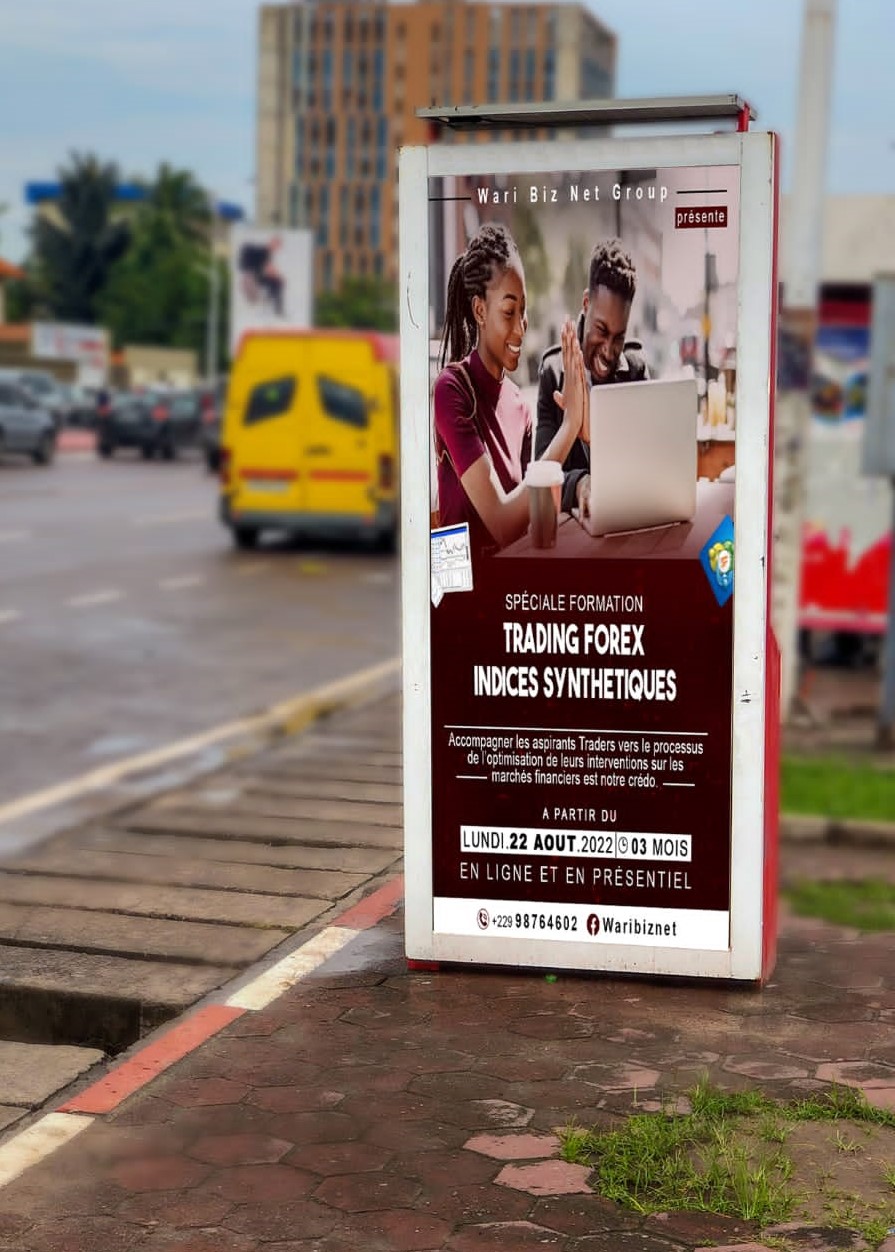 Wari Biz Net Group
présente
SPÉCIALE FORMATION
TRADING FOREX
INDICES SYNTHETIQUES
Accompagner les aspirants Traders vers le processus
de l'optimisation de leurs interventions sur les
marchés financiers est notre crédo.
A PARTIR DU
LUNDI.22 AOUT.2022 03 MOIS
EN LIGNE ET EN PRÉSENTIEL
+229 98764602 Waribiznet